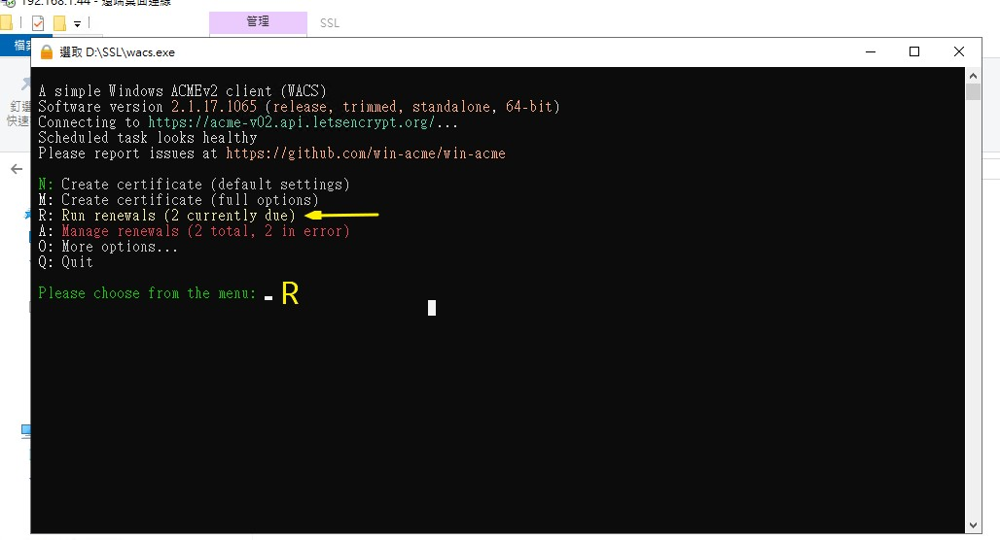 192.168.1.44 - 遠端桌面連線
管理
SSL
檔案
選取 D:\SSL\wacs.exe
A simple Windows ACMEv2 client (WACS)
Software version 2.1.17.1065 (release, trimmed, standalone, 64-bit)
Connecting to https://acme-v02.api.letsencrypt.org/...
Scheduled task looks healthy
Please report issues at https://github.com/win-acme/win-acme
N: Create certificate (default settings)
M: Create certificate (full options)
R: Run renewals (2 currently due)
A: Manage renewals (2 total, 2 in error)
O: More options...
Q: Quit
Please choose from the menu: R